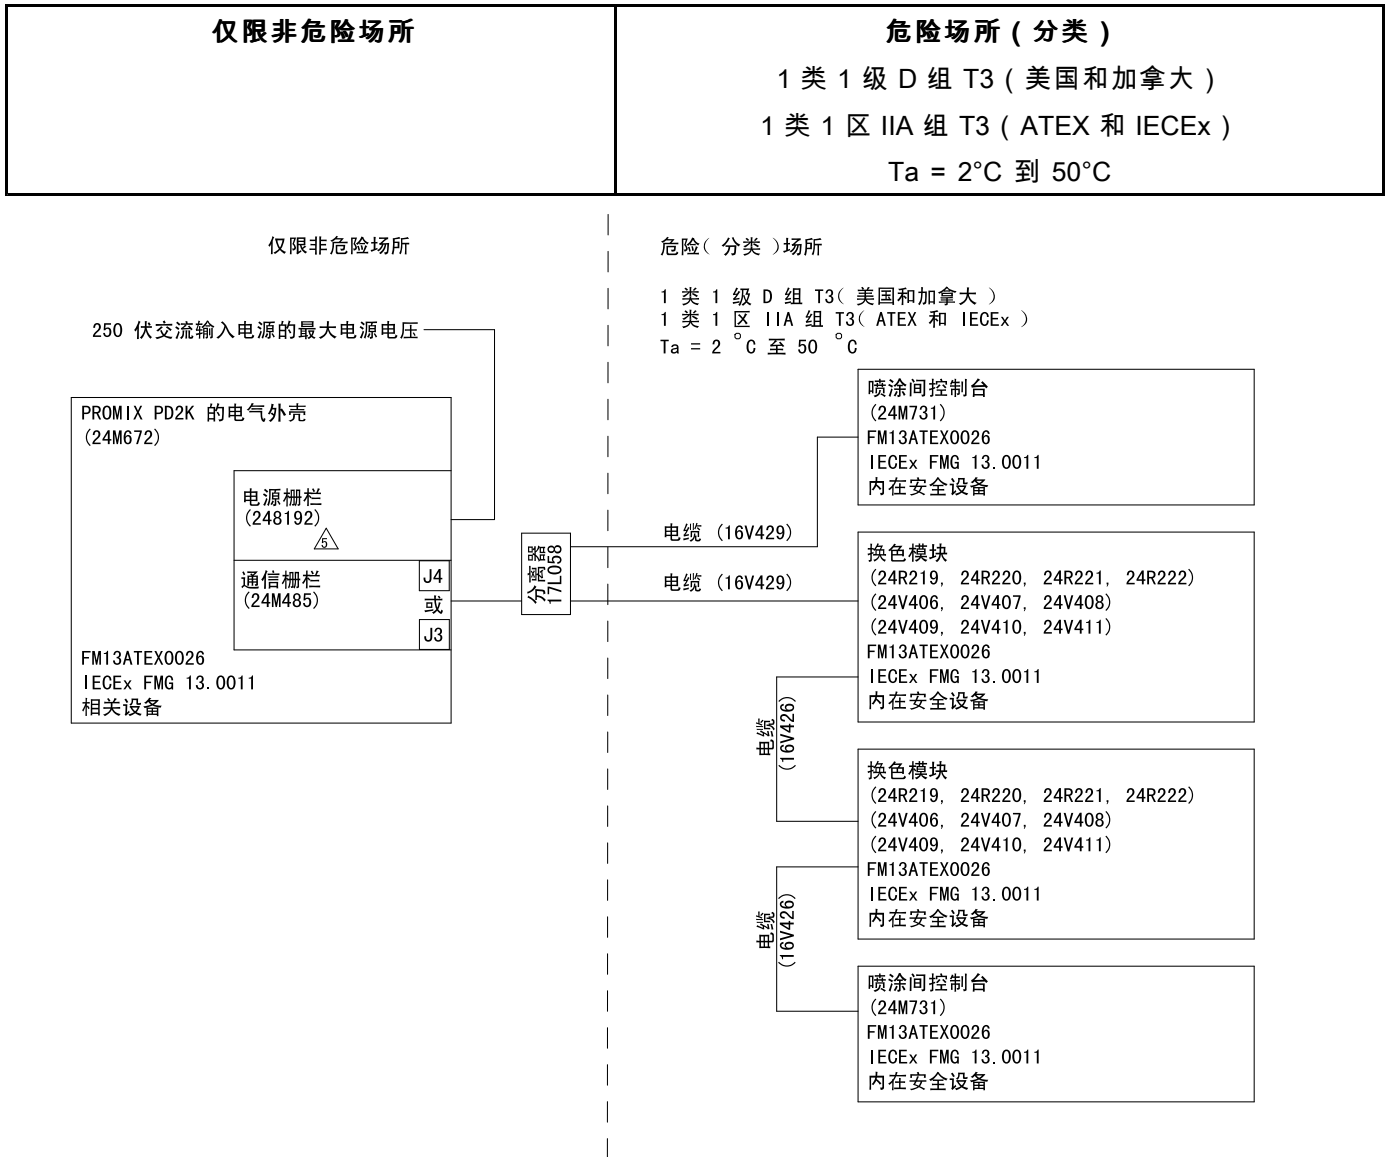 仅限非危险场所
危险场所 ( 分类 )
1 类 1 级 D 组 T3 ( 美国和加拿大 )
1 类 1 区 IIA 组 T3 ( ATEX 和 IECEx )
Ta = 2°C 到 50°C
仅限非危险场所
危险( 分类 )场所
1 类 1 级 D 组 T3( 美国和加拿大 )
1 类 1 区 IIA 组 T3( ATEX 和 IECEx )
Ta = 2 °C 至 50 °C
250 伏交流输入电源的最大电源电压
PROMIX PD2K 的电气外壳
(24M672)
电源栅栏
(248192)
5
通信栅栏
(24M485)
J4
或
J3
FM13ATEX0026
IECEx FMG 13.0011
相关设备
分离器
17L058
电缆 (16V429)
电缆 (16V429)
喷涂间控制台
(24M731)
FM13ATEX0026
IECEx FMG 13.0011
内在安全设备
换色模块
(24R219, 24R220, 24R221, 24R222)
(24V406, 24V407, 24V408)
(24V409, 24V410, 24V411)
FM13ATEX0026
IECEx FMG 13.0011
内在安全设备
电缆
(16V426)
换色模块
(24R219, 24R220, 24R221, 24R222)
(24V406, 24V407, 24V408)
(24V409, 24V410, 24V411)
FM13ATEX0026
IECEx FMG 13.0011
内在安全设备
电缆
(16V426)
喷涂间控制台
(24M731)
FM13ATEX0026
IECEx FMG 13.0011
内在安全设备